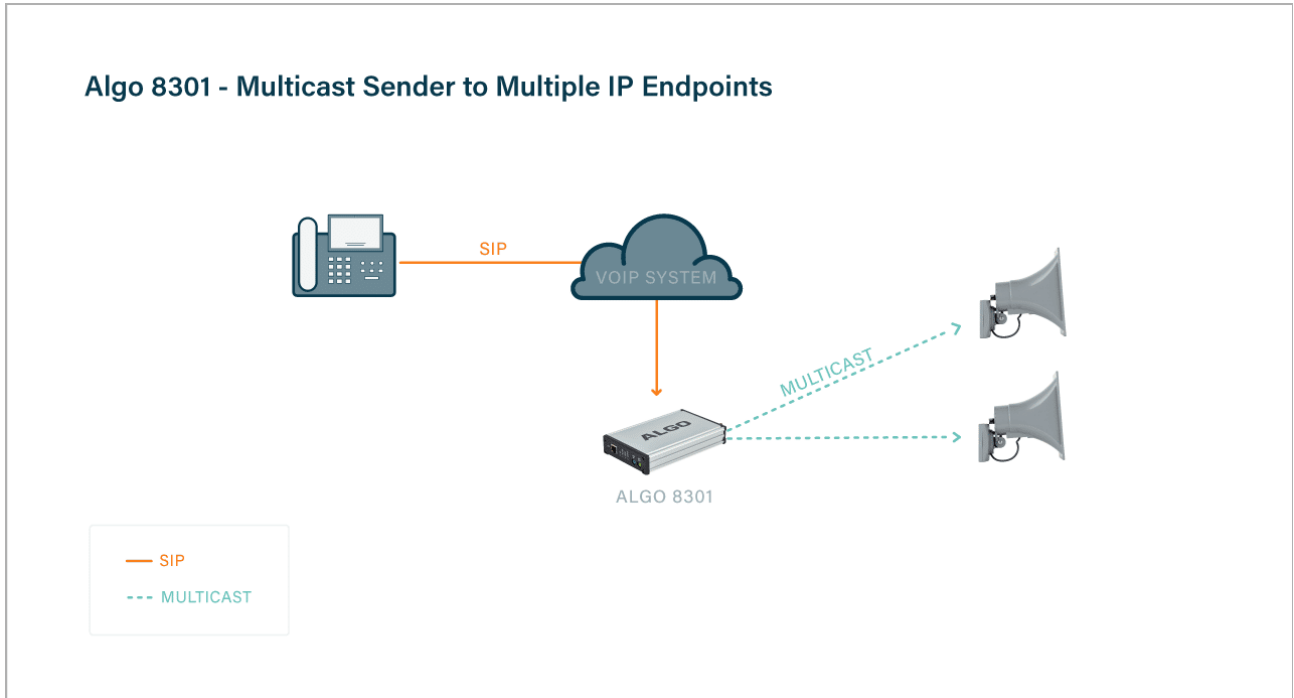 Algo 8301 - Multicast Sender to Multiple IP Endpoints
SIP
VOIP SYSTEM
MULTICAST
ALGO
ALGO 8301
SIP
MULTICAST